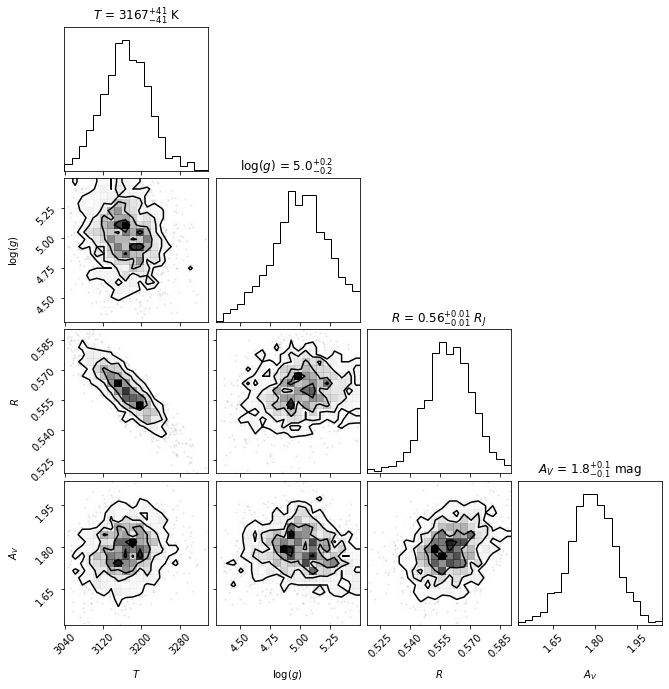 T = 3167+41−41 K
log(g) = 5.0+0.2−0.2
5.25
5.00
4.75
4.50
log(g)
R = 0.56+0.01−0.01 RJ
0.585
0.570
0.555
0.540
0.525
R
AV = 1.8+0.1−0.1 mag
1.95
1.80
1.65
AV
3040 3120 3200 3280
4.50 4.75 5.00 5.25
0.525 0.540 0.555 0.570 0.585
1.65 1.80 1.95
T log(g) R AV